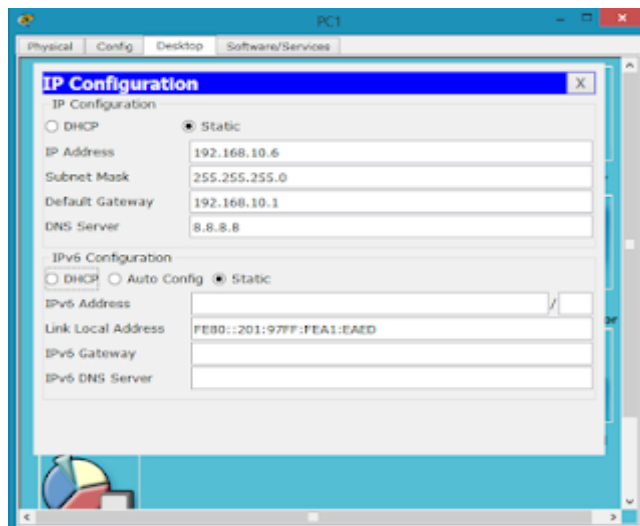 PC1
Physical Config Desktop Software/Services
IP Configuration X
IP Configuration
DHCP Static
IP Address 192.168.10.6
Subnet Mask 255.255.255.0
Default Gateway 192.168.10.1
DNS Server 8.8.8.8
IPv6 Configuration
DHCP Auto Config Static
IPv6 Address /
Link Local Address FE80::201:97FF:FEA1:EAED
IPv6 Gateway
IPv6 DNS Server